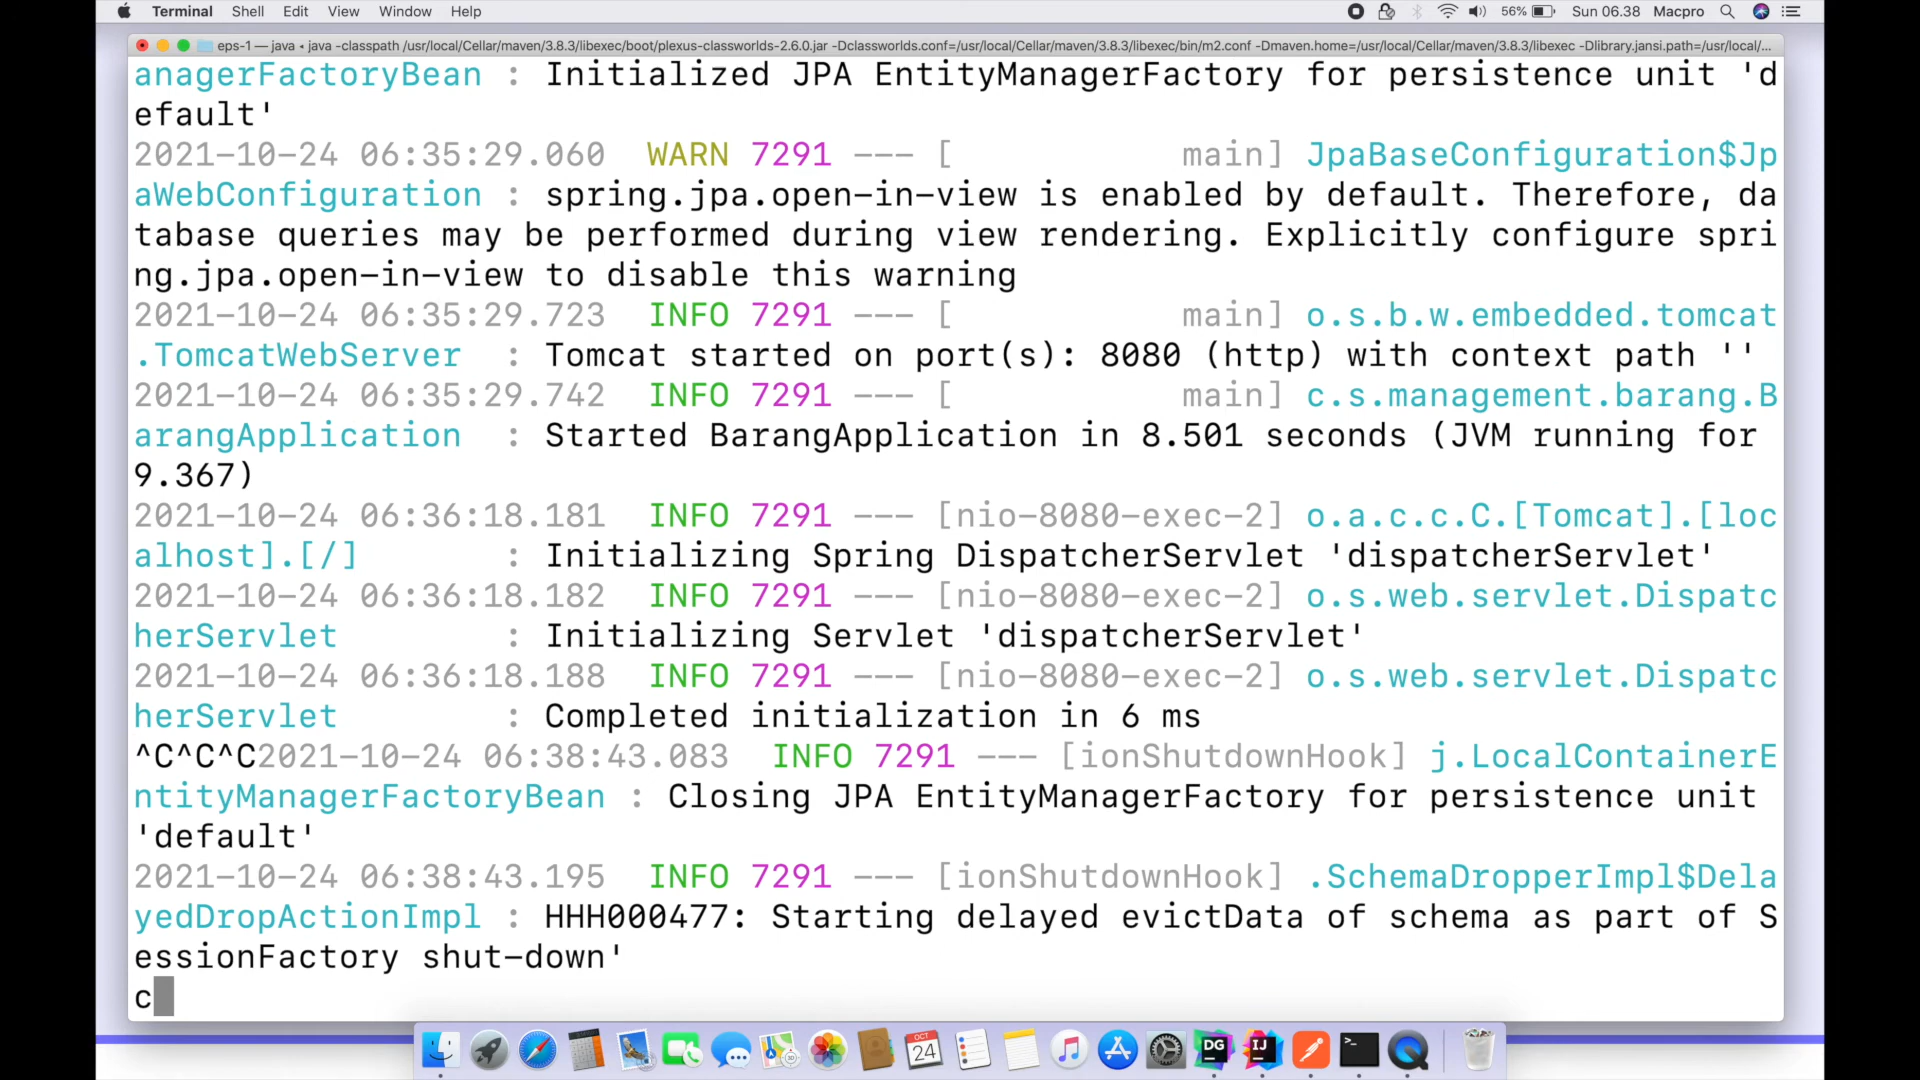 Terminal Shell Edit View Window Help 56% Sun 06.38 Macpro
eps-1 — java ◂ java -classpath /usr/local/Cellar/maven/3.8.3/libexec/boot/plexus-classworlds-2.6.0.jar -Dclassworlds.conf=/usr/local/Cellar/maven/3.8.3/libexec/bin/m2.conf -Dmaven.home=/usr/local/Cellar/maven/3.8.3/libexec -Dlibrary.jansi.path=/usr/local/...
anagerFactoryBean : Initialized JPA EntityManagerFactory for persistence unit 'd
efault'
2021-10-24 06:35:29.060  WARN 7291 --- [           main] JpaBaseConfiguration$Jp
aWebConfiguration : spring.jpa.open-in-view is enabled by default. Therefore, da
tabase queries may be performed during view rendering. Explicitly configure spri
ng.jpa.open-in-view to disable this warning
2021-10-24 06:35:29.723  INFO 7291 --- [           main] o.s.b.w.embedded.tomcat
.TomcatWebServer  : Tomcat started on port(s): 8080 (http) with context path ''
2021-10-24 06:35:29.742  INFO 7291 --- [           main] c.s.management.barang.B
arangApplication  : Started BarangApplication in 8.501 seconds (JVM running for
9.367)
2021-10-24 06:36:18.181  INFO 7291 --- [nio-8080-exec-2] o.a.c.c.C.[Tomcat].[loc
alhost].[/]       : Initializing Spring DispatcherServlet 'dispatcherServlet'
2021-10-24 06:36:18.182  INFO 7291 --- [nio-8080-exec-2] o.s.web.servlet.Dispatc
herServlet        : Initializing Servlet 'dispatcherServlet'
2021-10-24 06:36:18.188  INFO 7291 --- [nio-8080-exec-2] o.s.web.servlet.Dispatc
herServlet        : Completed initialization in 6 ms
^C^C^C2021-10-24 06:38:43.083  INFO 7291 --- [ionShutdownHook] j.LocalContainerE
ntityManagerFactoryBean : Closing JPA EntityManagerFactory for persistence unit
'default'
2021-10-24 06:38:43.195  INFO 7291 --- [ionShutdownHook] .SchemaDropperImpl$Dela
yedDropActionImpl : HHH000477: Starting delayed evictData of schema as part of S
essionFactory shut-down'
c
OCT
24
DG
IJ
>_